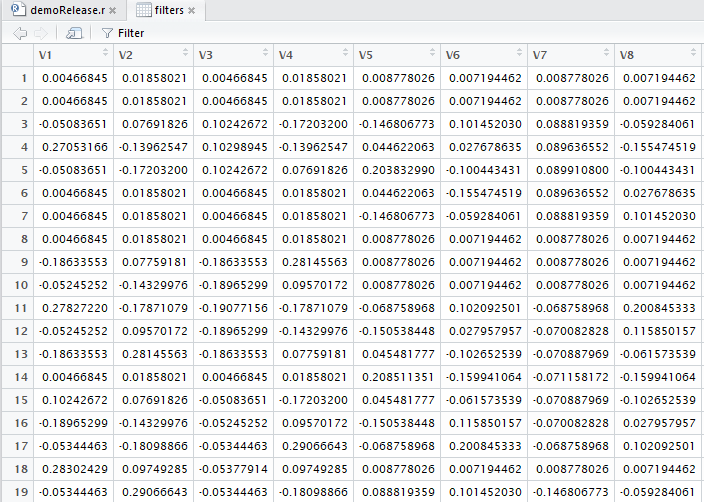 demoRelease.r × filters ×
Filter
V1 V2 V3 V4 V5 V6 V7 V8
1 0.00466845 0.01858021 0.00466845 0.01858021 0.008778026 0.007194462 0.008778026 0.007194462
2 0.00466845 0.01858021 0.00466845 0.01858021 0.008778026 0.007194462 0.008778026 0.007194462
3 -0.05083651 0.07691826 0.10242672 -0.17203200 -0.146806773 0.101452030 0.088819359 -0.059284061
4 0.27053166 -0.13962547 0.10298945 -0.13962547 0.044622063 0.027678635 0.089636552 -0.155474519
5 -0.05083651 -0.17203200 0.10242672 0.07691826 0.203832990 -0.100443431 0.089910800 -0.100443431
6 0.00466845 0.01858021 0.00466845 0.01858021 0.044622063 -0.155474519 0.089636552 0.027678635
7 0.00466845 0.01858021 0.00466845 0.01858021 -0.146806773 -0.059284061 0.088819359 0.101452030
8 0.00466845 0.01858021 0.00466845 0.01858021 0.008778026 0.007194462 0.008778026 0.007194462
9 -0.18633553 0.07759181 -0.18633553 0.28145563 0.008778026 0.007194462 0.008778026 0.007194462
10 -0.05245252 -0.14329976 -0.18965299 0.09570172 0.008778026 0.007194462 0.008778026 0.007194462
11 0.27827220 -0.17871079 -0.19077156 -0.17871079 -0.068758968 0.102092501 -0.068758968 0.200845333
12 -0.05245252 0.09570172 -0.18965299 -0.14329976 -0.150538448 0.027957957 -0.070082828 0.115850157
13 -0.18633553 0.28145563 -0.18633553 0.07759181 0.045481777 -0.102652539 -0.070887969 -0.061573539
14 0.00466845 0.01858021 0.00466845 0.01858021 0.208511351 -0.159941064 -0.071158172 -0.159941064
15 0.10242672 0.07691826 -0.05083651 -0.17203200 0.045481777 -0.061573539 -0.070887969 -0.102652539
16 -0.18965299 -0.14329976 -0.05245252 0.09570172 -0.150538448 0.115850157 -0.070082828 0.027957957
17 -0.05344463 -0.18098866 -0.05344463 0.29066643 -0.068758968 0.200845333 -0.068758968 0.102092501
18 0.28302429 0.09749285 -0.05377914 0.09749285 0.008778026 0.007194462 0.008778026 0.007194462
19 -0.05344463 0.29066643 -0.05344463 -0.18098866 0.088819359 0.101452030 -0.146806773 -0.059284061